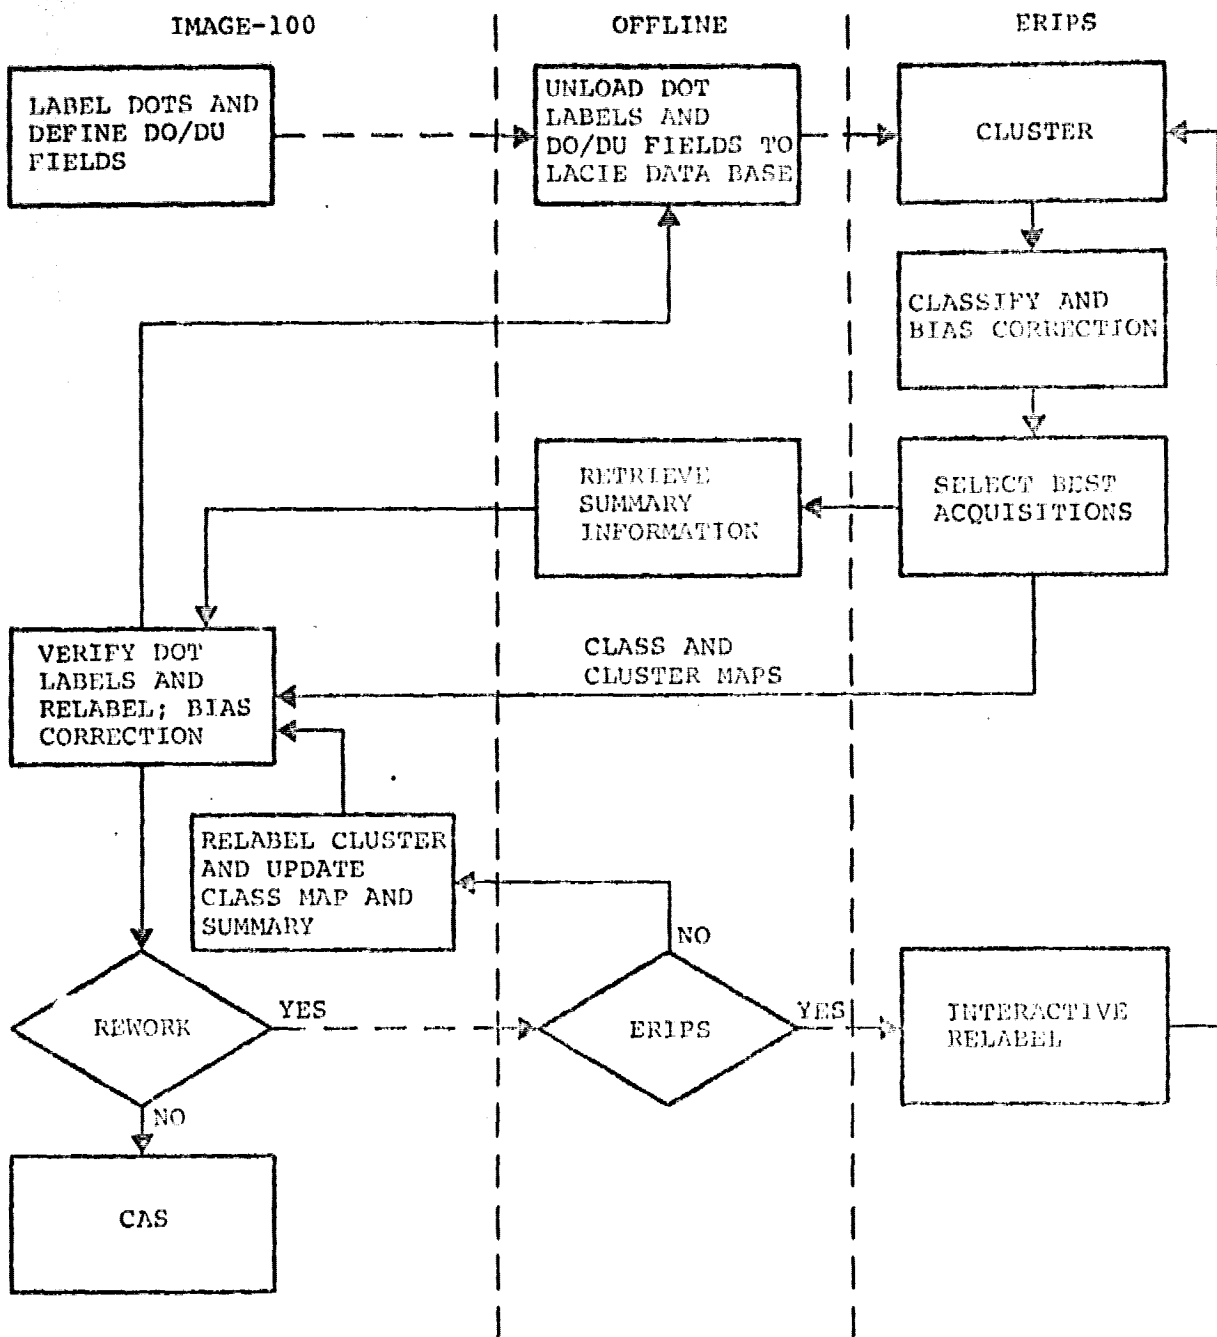 IMAGE-100
OFFLINE
ERIPS
LABEL DOTS AND
DEFINE DO/DU
FIELDS
UNLOAD DOT
LABELS AND
DO/DU FIELDS TO
LACIE DATA BASE
CLUSTER
CLASSIFY AND
BIAS CORRECTION
RETRIEVE
SUMMARY
INFORMATION
SELECT BEST
ACQUISITIONS
VERIFY DOT
LABELS AND
RELABEL; BIAS
CORRECTION
CLASS AND
CLUSTER MAPS
RELABEL CLUSTER
AND UPDATE
CLASS MAP AND
SUMMARY
NO
REWORK
YES
ERIPS
YES
INTERACTIVE
RELABEL
NO
CAS